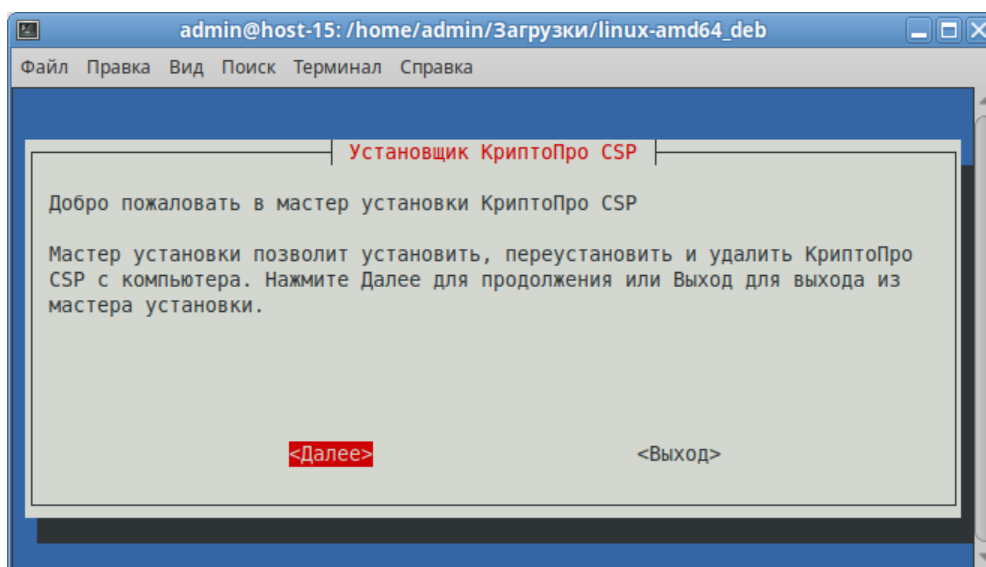 admin@host-15: /home/admin/Загрузки/linux-amd64_deb
Файл Правка Вид Поиск Терминал Справка
Установщик КриптоПро CSP
Добро пожаловать в мастер установки КриптоПро CSP
Мастер установки позволит установить, переустановить и удалить КриптоПро
CSP с компьютера. Нажмите Далее для продолжения или Выход для выхода из
мастера установки.
<Далее> <Выход>